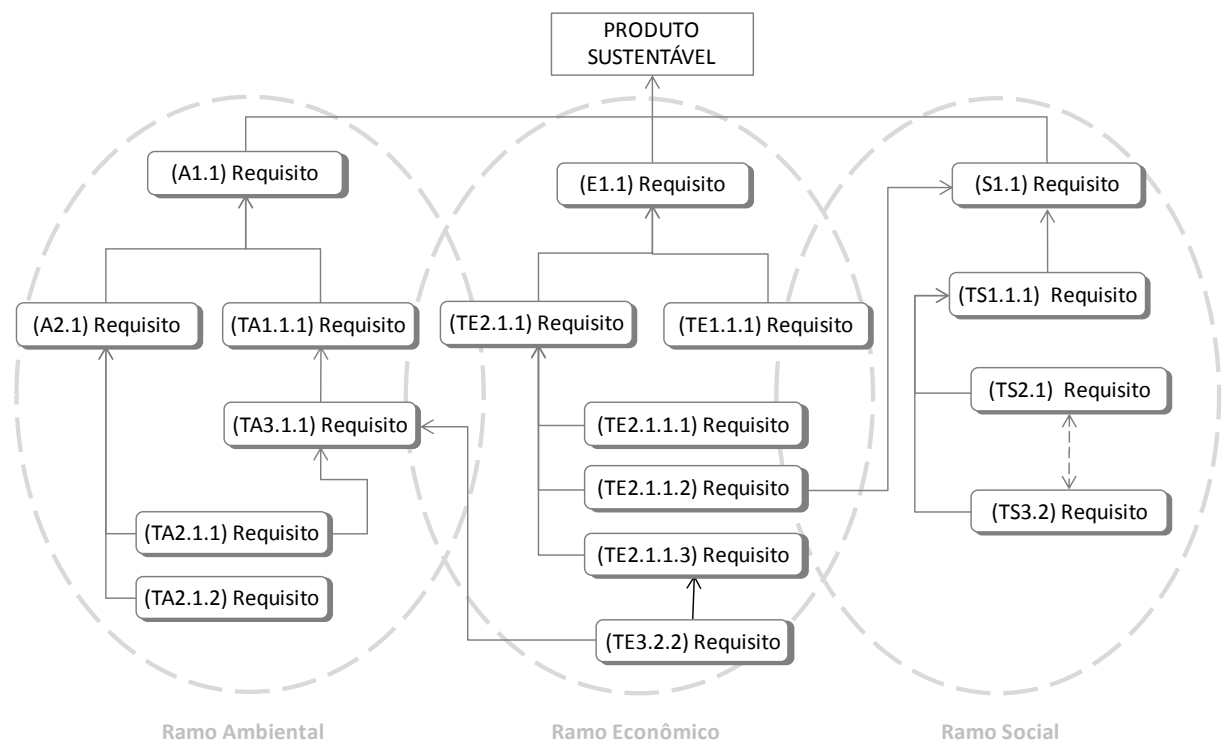 PRODUTO
SUSTENTÁVEL
(A1.1) Requisito
(E1.1) Requisito
(S1.1) Requisito
(A2.1) Requisito
(TA1.1.1) Requisito
(TE2.1.1) Requisito
(TE1.1.1) Requisito
(TS1.1.1) Requisito
(TA3.1.1) Requisito
(TE2.1.1.1) Requisito
(TS2.1) Requisito
(TE2.1.1.2) Requisito
(TS3.2) Requisito
(TA2.1.1) Requisito
(TE2.1.1.3) Requisito
(TA2.1.2) Requisito
(TE3.2.2) Requisito
Ramo Ambiental
Ramo Econômico
Ramo Social